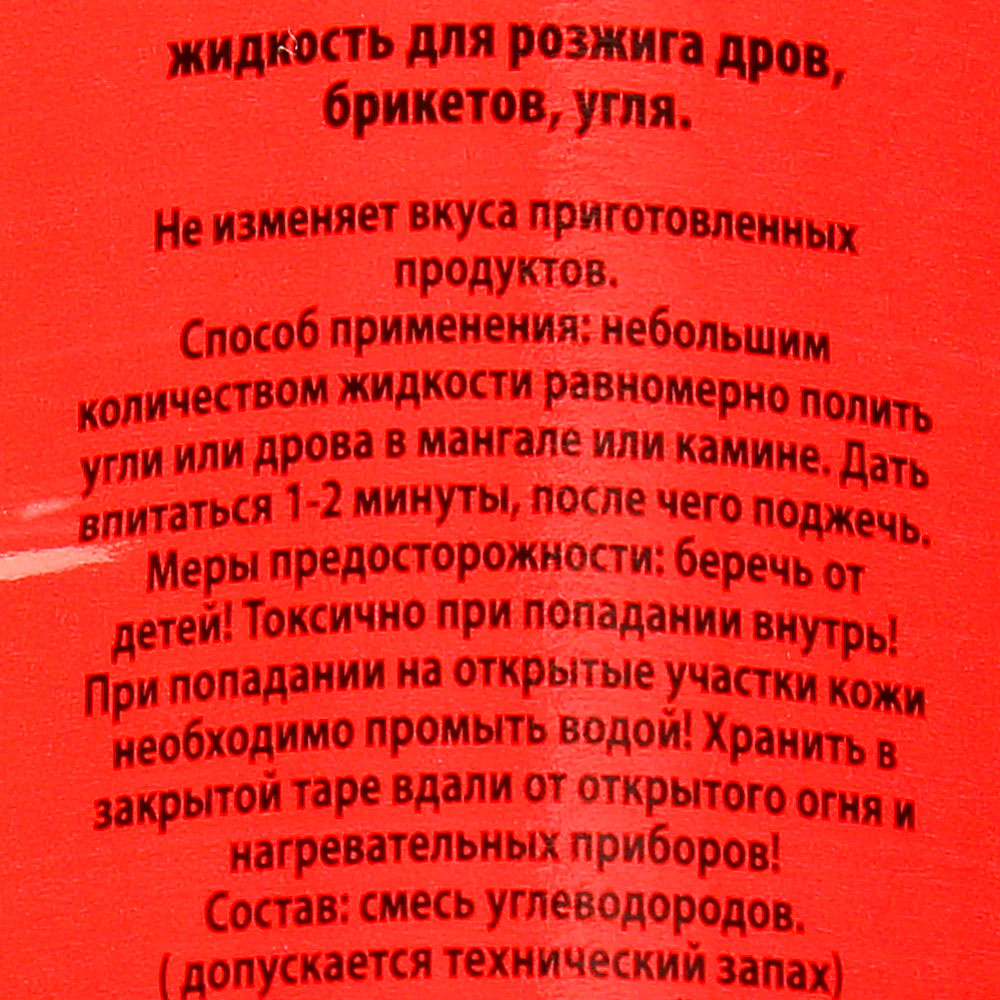 жидкость для розжига дров,
брикетов, угля.
Не изменяет вкуса приготовленных
продуктов.
Способ применения: небольшим
количеством жидкости равномерно полить
угли или дрова в мангале или камине. Дать
впитаться 1-2 минуты, после чего поджечь.
Меры предосторожности: беречь от
детей! Токсично при попадании внутрь!
При попадании на открытые участки кожи
необходимо промыть водой! Хранить в
закрытой таре вдали от открытого огня и
нагревательных приборов!
Состав: смесь углеводородов.
( допускается технический запах)